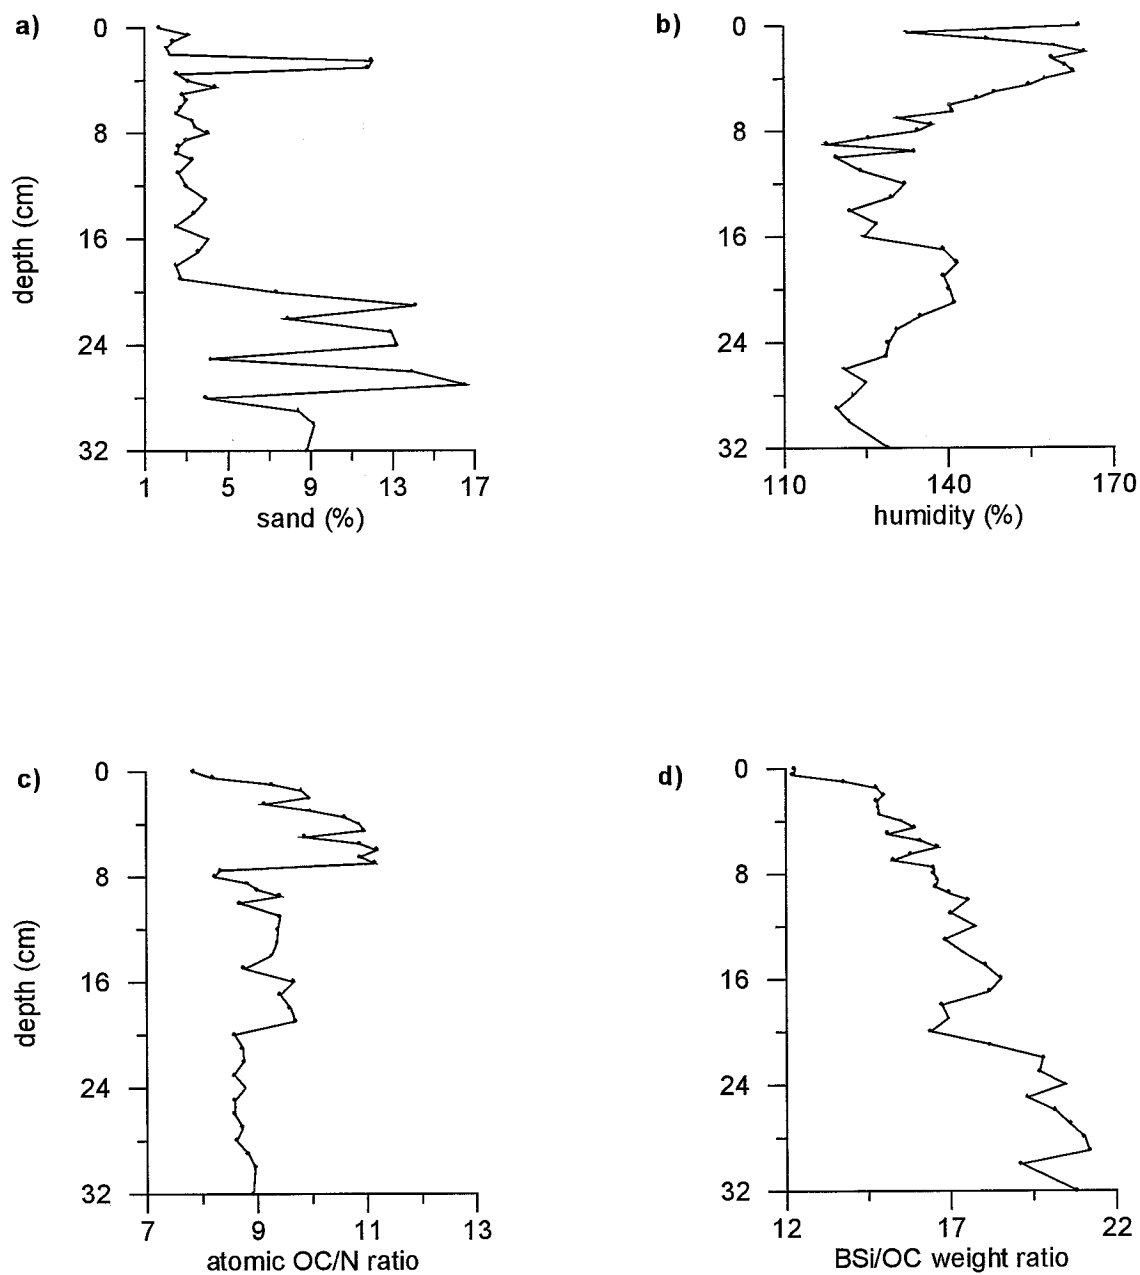 a)
0
8
16
24
32
depth (cm)
1 5 9 13 17
sand (%)
b)
0
8
16
24
32
110 140 170
humidity (%)
c)
0
8
16
24
32
depth (cm)
7 9 11 13
atomic OC/N ratio
d)
0
8
16
24
32
12 17 22
BSi/OC weight ratio